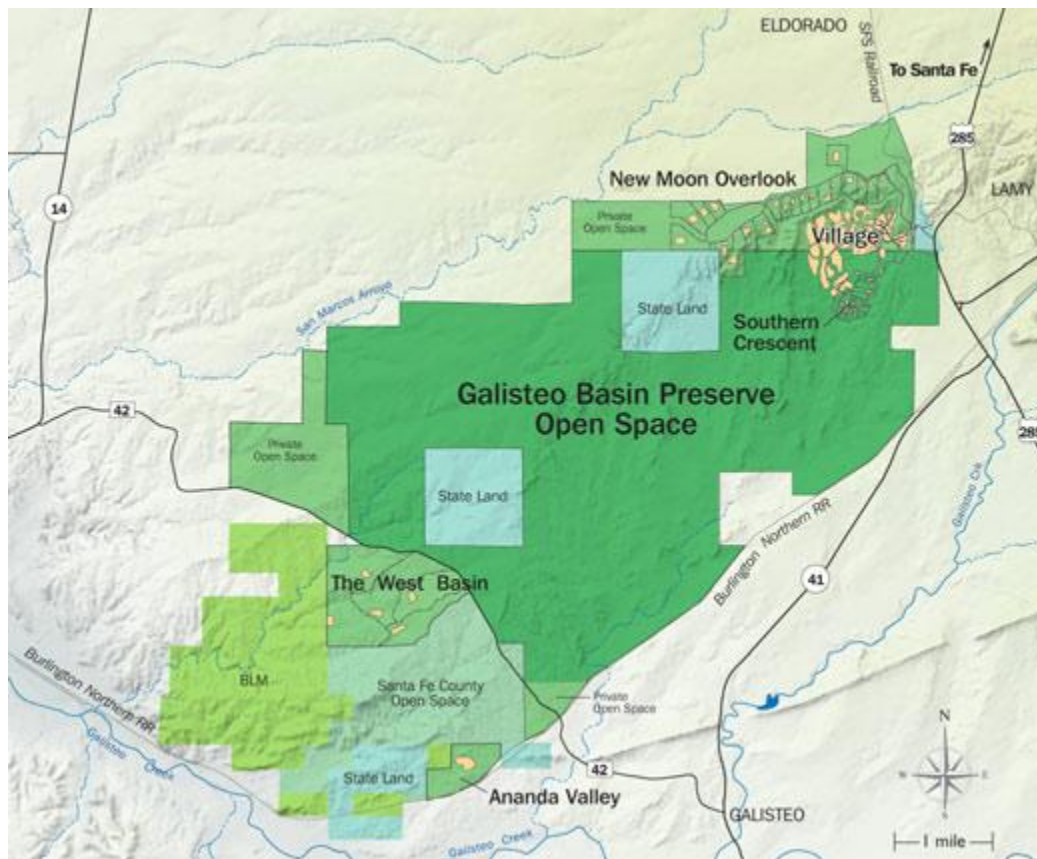 ELDORADO
SFS Railroad
To Santa Fe
285
New Moon Overlook
LAMY
14
Private
Open Space
Village
San Marcos Arroyo
State Land
Southern
Crescent
Galisteo Basin Preserve
Open Space
42
285
Private
Open Space
State Land
Galisteo Crk
Burlington Northern RR
41
The West Basin
BLM
Santa Fe County
Open Space
Private
Open Space
Burlington Northern RR
Galisteo Creek
N
W E
S
State Land
42
Ananda Valley
GALISTEO
Galisteo Creek
1 mile